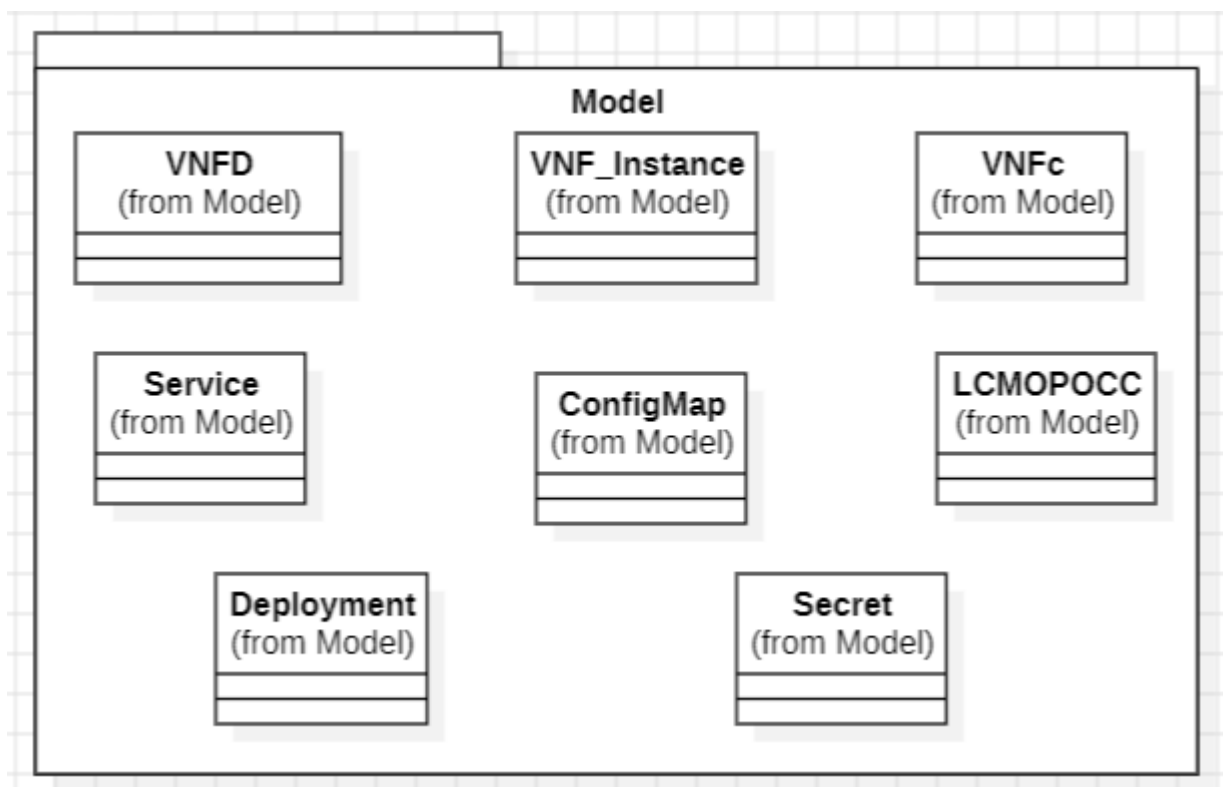 Model
VNFD
(from Model)
VNF_Instance
(from Model)
VNFc
(from Model)
Service
(from Model)
ConfigMap
(from Model)
LCMOPOCC
(from Model)
Deployment
(from Model)
Secret
(from Model)